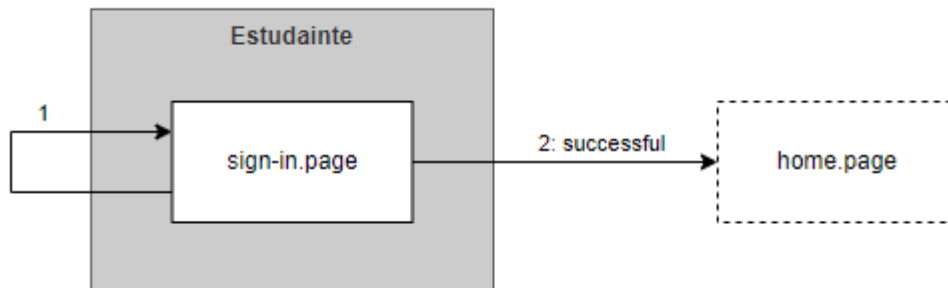 Estudainte
1
sign-in.page
2: successful
home.page